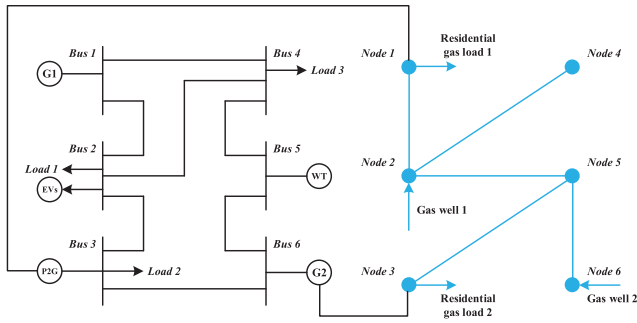 Bus 1
Bus 4
Node 1
Residential
gas load 1
Node 4
G1
Load 3
Bus 2
Bus 5
Node 2
Node 5
Load 1
EVs
WT
Gas well 1
Bus 3
Bus 6
Node 3
Node 6
P2G
Load 2
G2
Residential
gas load 2
Gas well 2